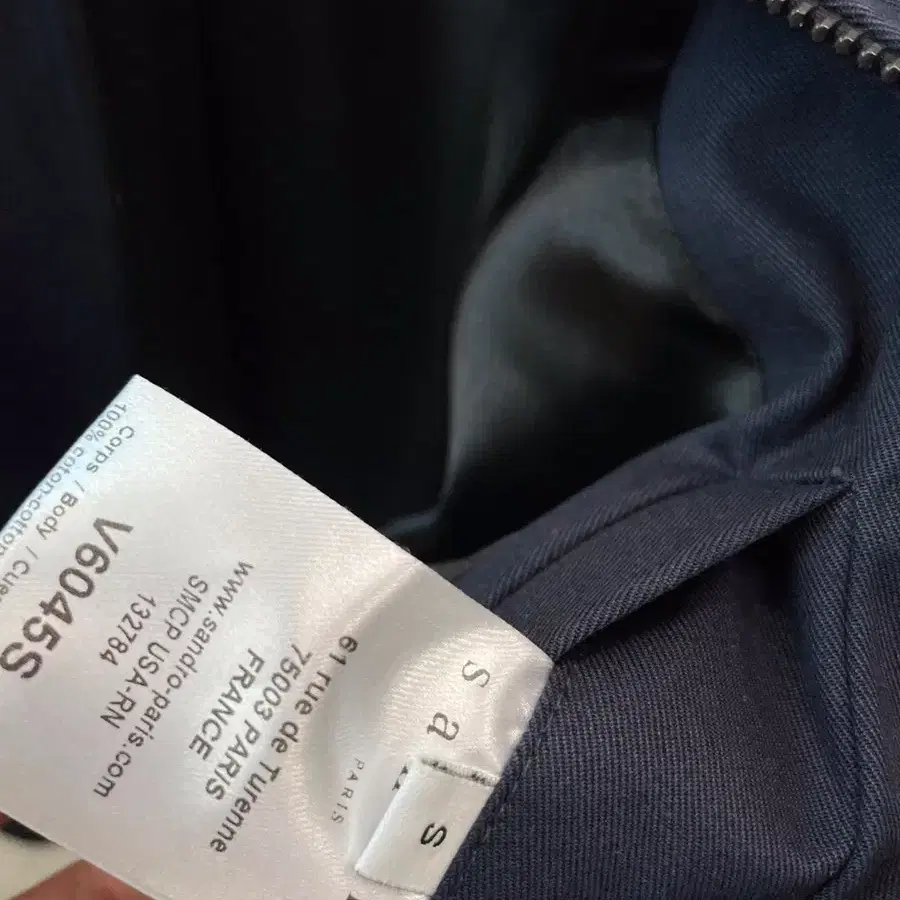 s a
PARIS
S
61 rue de Turenne
75003 PARIS
FRANCE
www.sandro-paris.com
SMCP USA-RN
132784
V6045S
Corps / Body /
100% coton-cotton